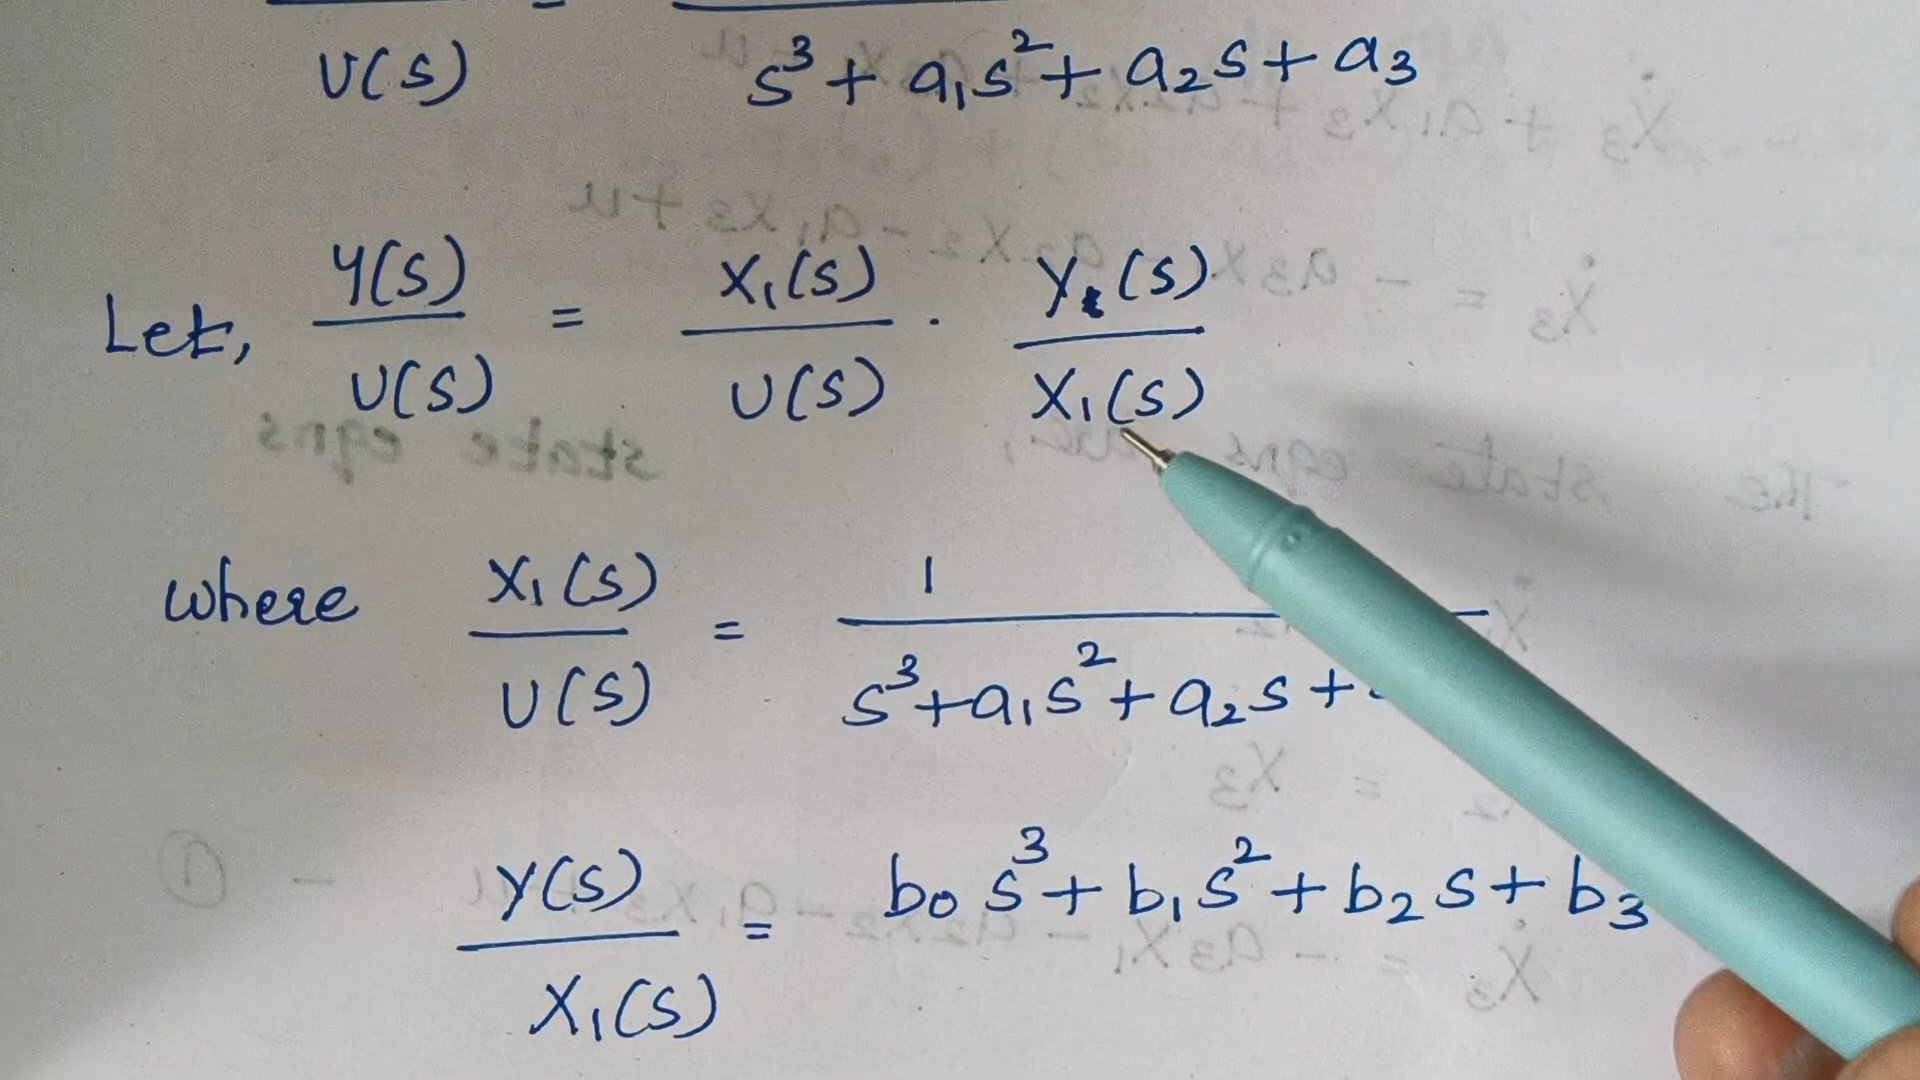 U(s) = s³ + a₁s² + a₂s + a₃
Let, Y(s)/U(s) = X₁(s)/U(s) · Y(s)/X₁(s)
where X₁(s)/U(s) = 1/(s³ + a₁s² + a₂s +
Y(s)/X₁(s) = b₀s³ + b₁s² + b₂s + b₃